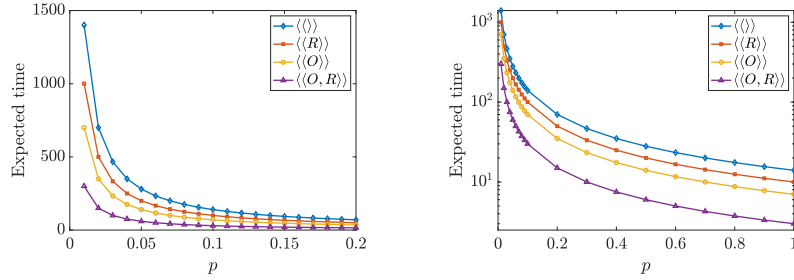 1500
1000
500
0
Expected time
0
0.05
0.1
0.15
0.2
p
⟨⟨⟩⟩
⟨⟨R⟩⟩
⟨⟨O⟩⟩
⟨⟨O, R⟩⟩
10³
10²
10¹
Expected time
0
0.2
0.4
0.6
0.8
1
p
⟨⟨⟩⟩
⟨⟨R⟩⟩
⟨⟨O⟩⟩
⟨⟨O, R⟩⟩